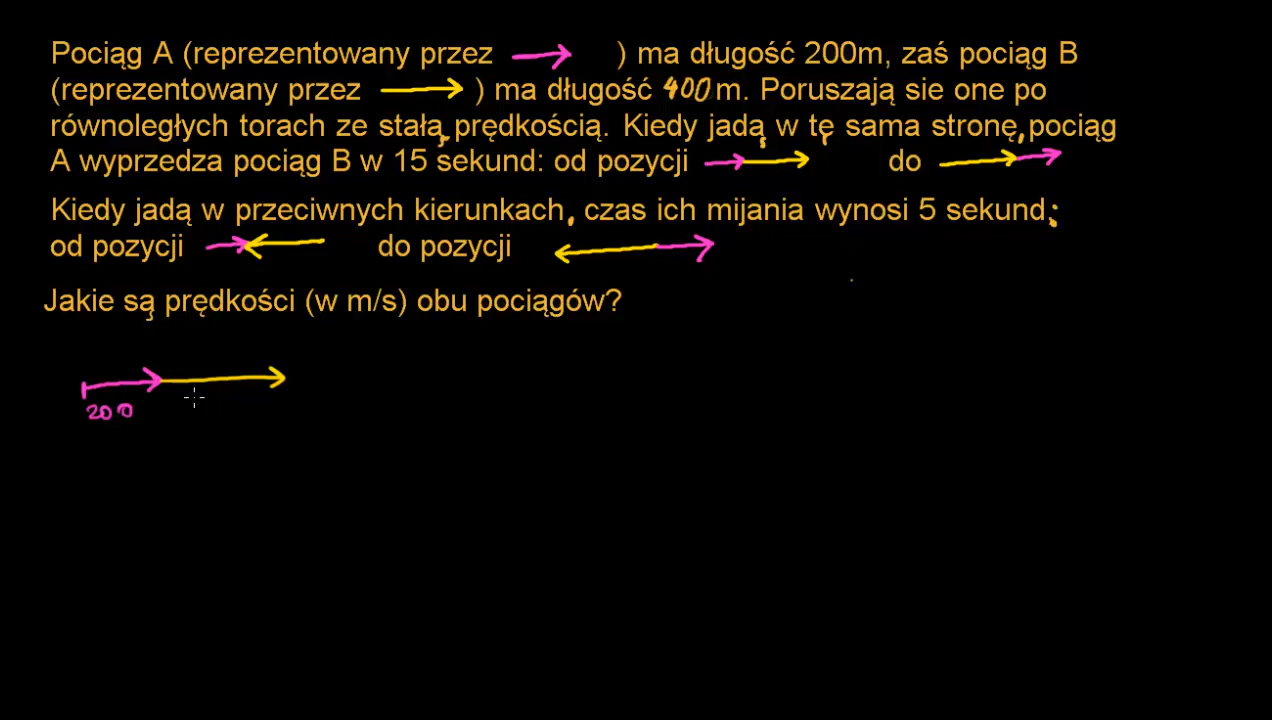 Pociąg A (reprezentowany przez ) ma długość 200m, zaś pociąg B
(reprezentowany przez ) ma długość 400 m. Poruszają sie one po
równoległych torach ze stałą prędkością. Kiedy jadą w tę sama stronę, pociąg
A wyprzedza pociąg B w 15 sekund: od pozycji do
Kiedy jadą w przeciwnych kierunkach, czas ich mijania wynosi 5 sekund;
od pozycji do pozycji
Jakie są prędkości (w m/s) obu pociągów?
200